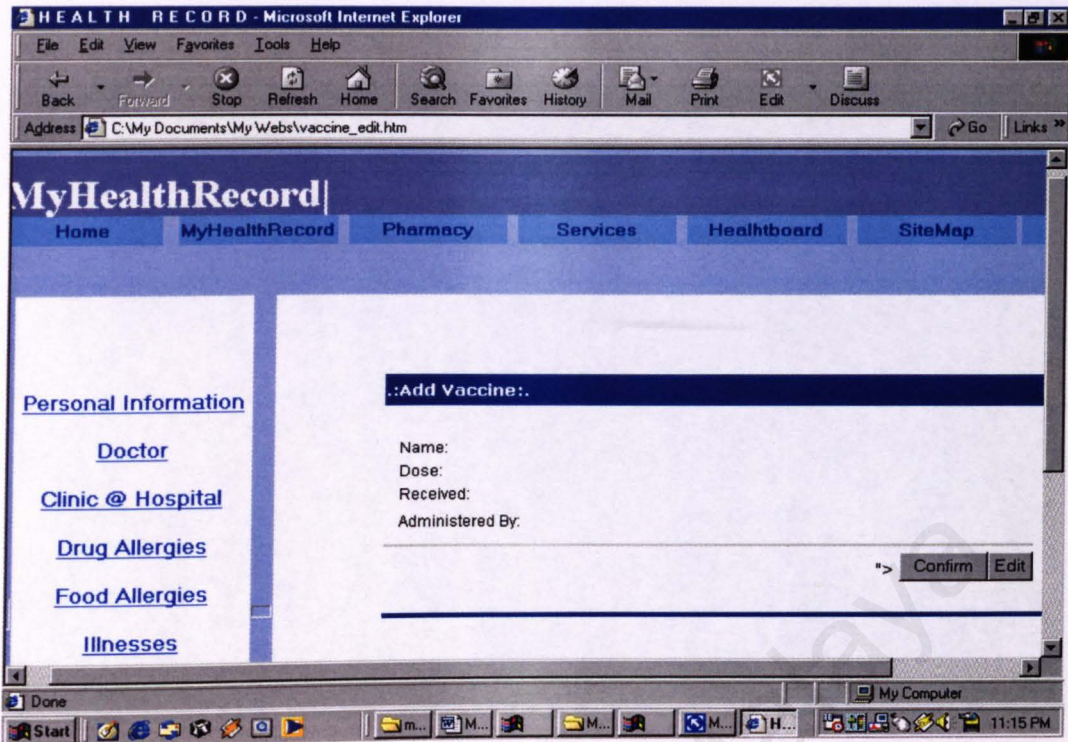 H E A L T H R E C O R D - Microsoft Internet Explorer
File Edit View Favorites Tools Help
Back Forward Stop Refresh Home Search Favorites History Mail Print Edit Discuss
Address C:\My Documents\My Webs\vaccine_edit.htm Go Links »
MyHealthRecord|
Home MyHealthRecord Pharmacy Services Healhtboard SiteMap
.:Add Vaccine:.
Personal Information
Doctor
Clinic @ Hospital
Drug Allergies
Food Allergies
Illnesses
Name:
Dose:
Received:
Administered By:
"> Confirm Edit
Done My Computer
Start m... M... M... M... H... 11:15 PM